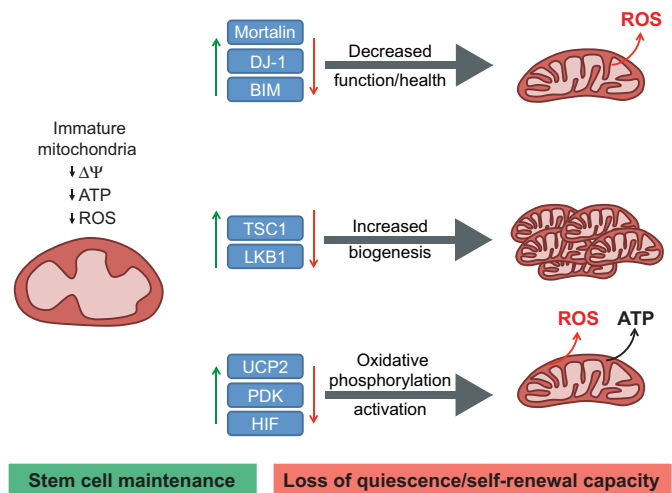 Immature
mitochondria
↓ ΔΨ
↓ ATP
↓ ROS
Mortalin
DJ-1
BIM
Decreased
function/health
ROS
TSC1
LKB1
Increased
biogenesis
UCP2
PDK
HIF
Oxidative
phosphorylation
activation
ROS ATP
Stem cell maintenance
Loss of quiescence/self-renewal capacity